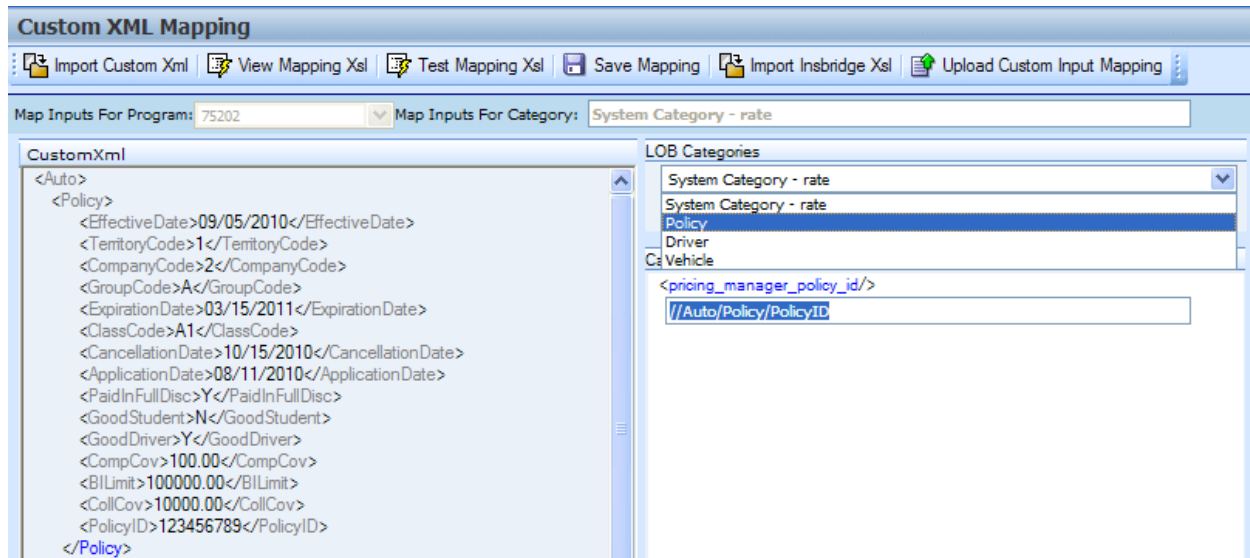 Custom XML Mapping
Import Custom Xml View Mapping Xsl Test Mapping Xsl Save Mapping Import Insbridge Xsl Upload Custom Input Mapping
Map Inputs For Program: 75202 Map Inputs For Category: System Category - rate
CustomXml
<Auto>
<Policy>
<EffectiveDate>09/05/2010</EffectiveDate>
<TerritoryCode>1</TerritoryCode>
<CompanyCode>2</CompanyCode>
<GroupCode>A</GroupCode>
<ExpirationDate>03/15/2011</ExpirationDate>
<ClassCode>A1</ClassCode>
<CancellationDate>10/15/2010</CancellationDate>
<ApplicationDate>08/11/2010</ApplicationDate>
<PaidInFullDisc>Y</PaidInFullDisc>
<GoodStudent>N</GoodStudent>
<GoodDriver>Y</GoodDriver>
<CompCov>100.00</CompCov>
<BILimit>100000.00</BILimit>
<CollCov>10000.00</CollCov>
<PolicyID>123456789</PolicyID>
</Policy>
LOB Categories
System Category - rate
System Category - rate
Policy
Driver
Ca Vehicle
<pricing_manager_policy_id/>
//Auto/Policy/PolicyID